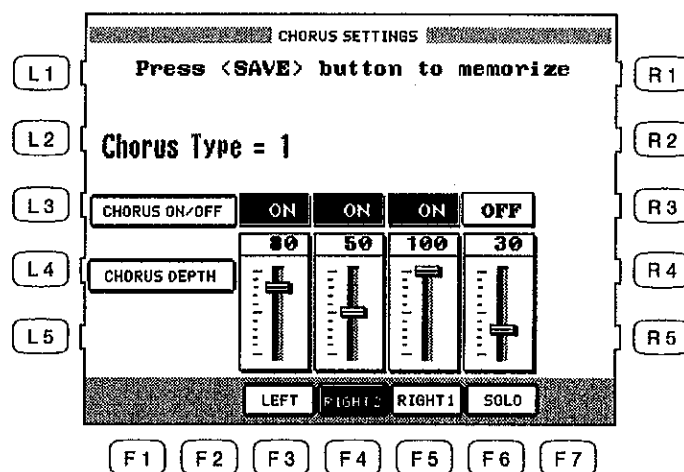 CHORUS SETTINGS
L1 Press <SAVE> button to memorize R1
L2 Chorus Type = 1 R2
L3 CHORUS ON/OFF ON ON ON OFF R3
80 50 100 30
L4 CHORUS DEPTH R4
L5 R5
LEFT RIGHT2 RIGHT1 SOLO
F1 F2 F3 F4 F5 F6 F7